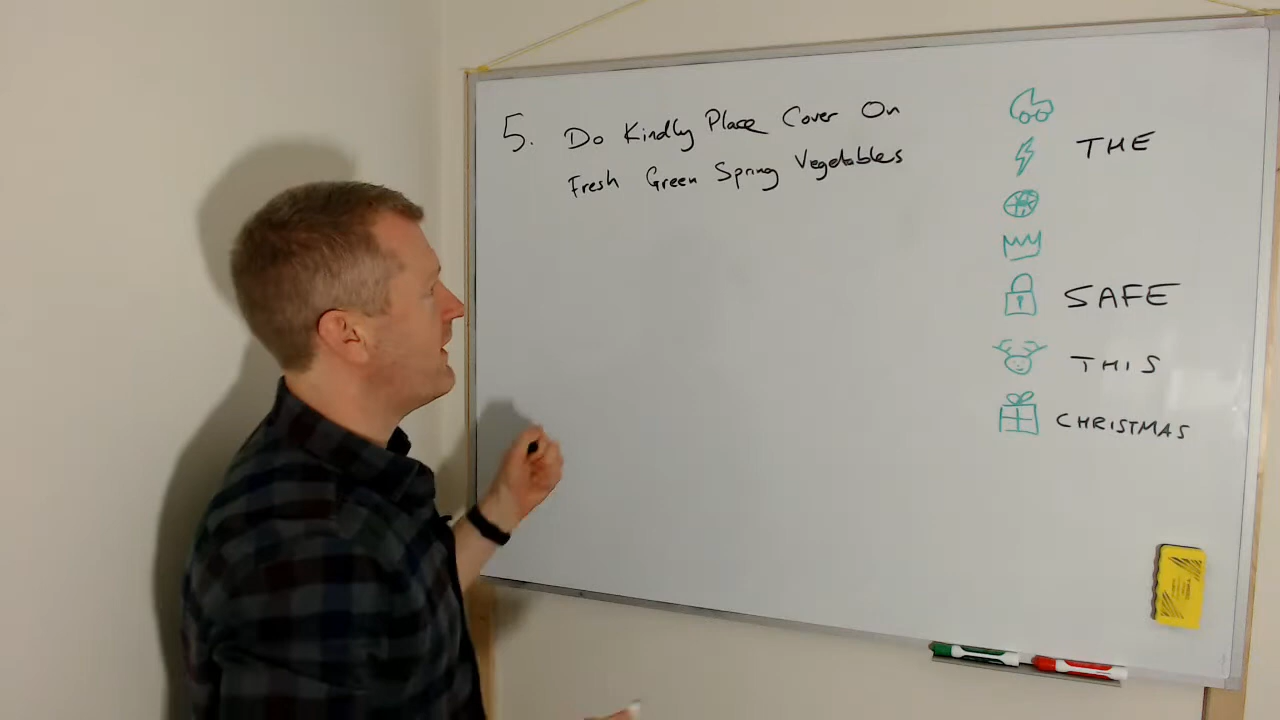 5. Do Kindly Place Cover On
Fresh Green Spring Vegetables
THE
SAFE
THIS
CHRISTMAS